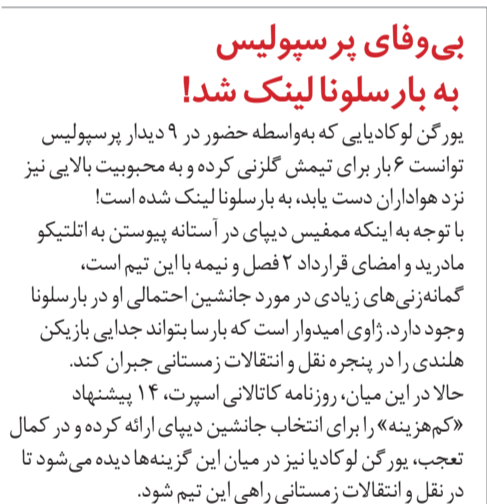 بی‌وفای پرسپولیس
به بارسلونا لینک شد!
یورگن لوکادیایی که به‌واسطه حضور در ۹ دیدار پرسپولیس
توانست ۶ بار برای تیمش گلزنی کرده و به محبوبیت بالایی نیز
نزد هواداران دست یابد، به بارسلونا لینک شده است!
با توجه به اینکه ممفیس دیپای در آستانه پیوستن به اتلتیکو
مادرید و امضای قرارداد ۲ فصل و نیمه با این تیم است،
گمانه‌زنی‌های زیادی در مورد جانشین احتمالی او در بارسلونا
وجود دارد. ژاوی امیدوار است که بارسا بتواند جدایی بازیکن
هلندی را در پنجره نقل و انتقالات زمستانی جبران کند.
حالا در این میان، روزنامه کاتالانی اسپرت، ۱۴ پیشنهاد
«کم‌هزینه» را برای انتخاب جانشین دیپای ارائه کرده و در کمال
تعجب، یورگن لوکادیا نیز در میان این گزینه‌ها دیده می‌شود تا
در نقل و انتقالات زمستانی راهی این تیم شود.